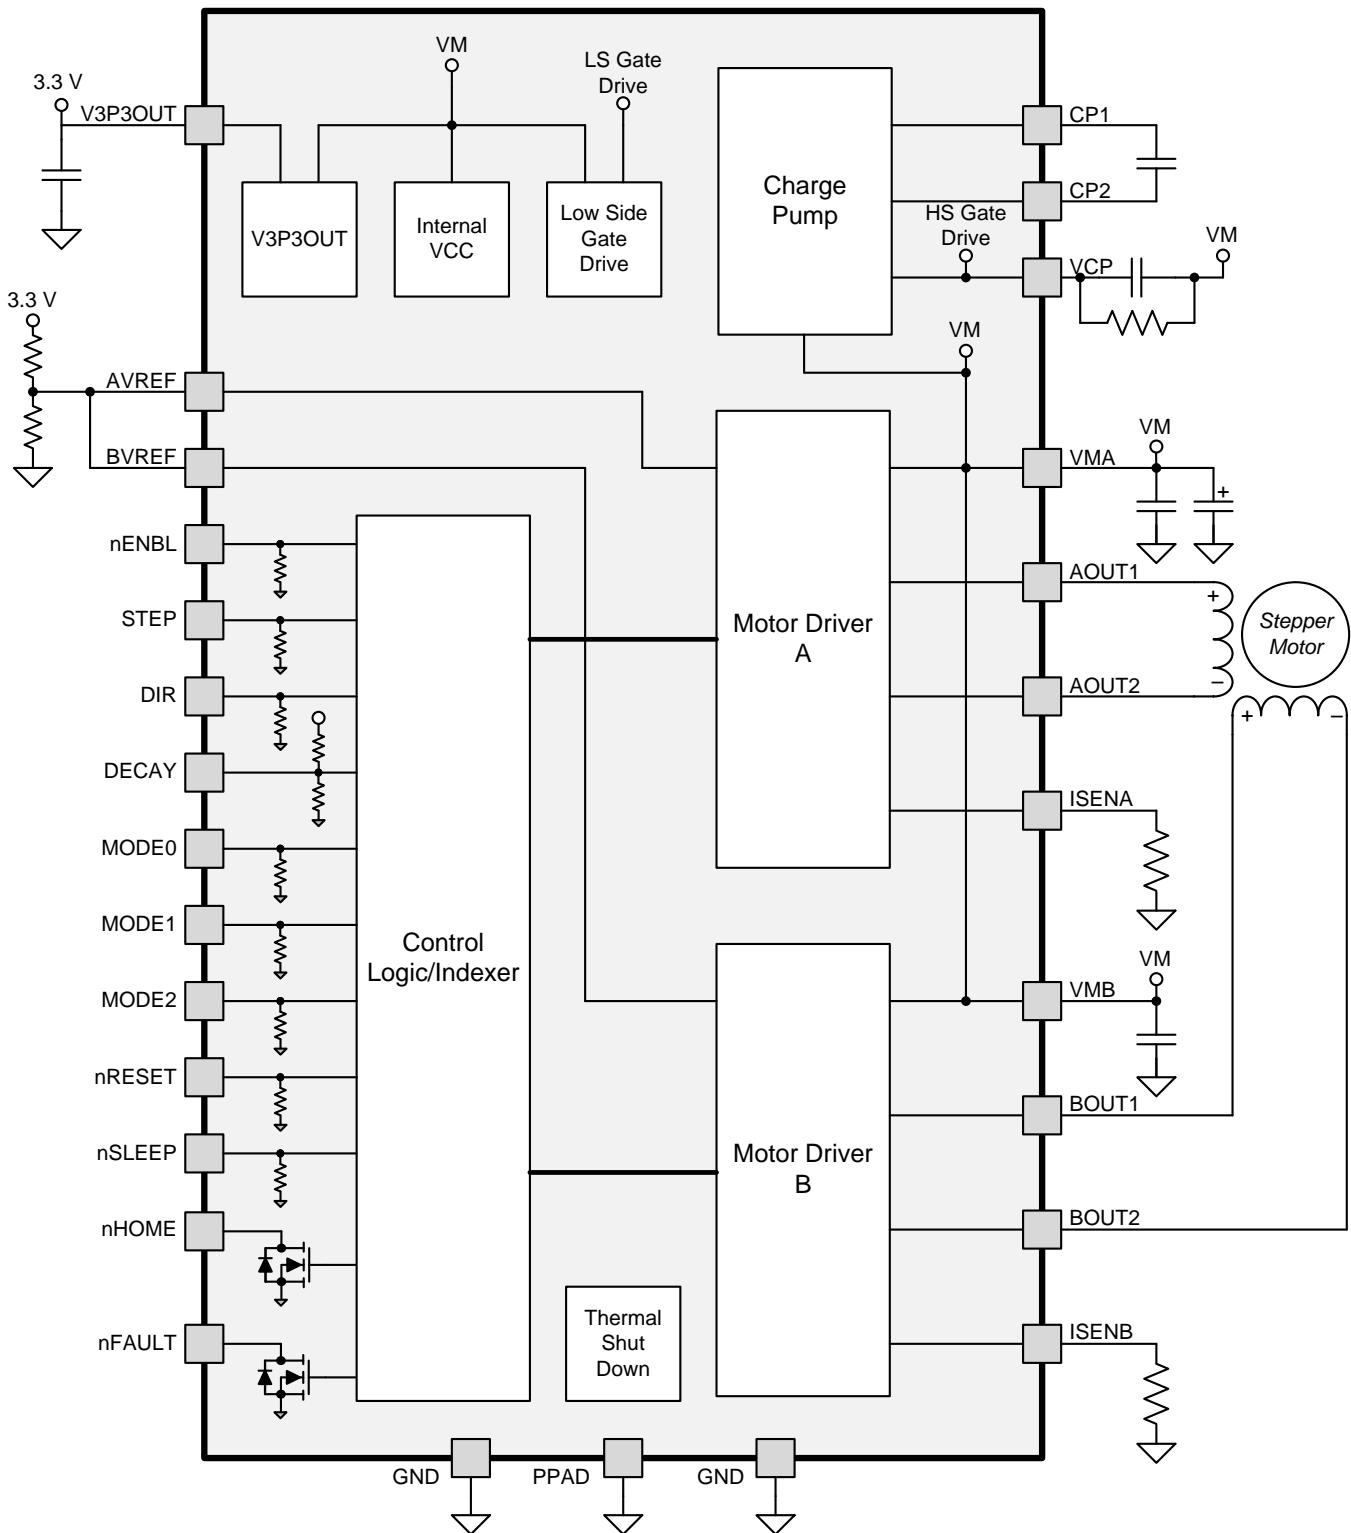 VM
LS Gate
Drive
3.3 V
V3P3OUT
CP1
Charge
Pump
CP2
V3P3OUT
Internal
VCC
Low Side
Gate
Drive
HS Gate
Drive
VM
VCP
3.3 V
VM
AVREF
VM
BVREF
VMA
+
nENBL
AOUT1
+
STEP
Motor Driver
A
Stepper
Motor
DIR
AOUT2
–
+
–
DECAY
ISENA
MODE0
MODE1
Control
Logic/Indexer
VM
MODE2
VMB
nRESET
BOUT1
nSLEEP
Motor Driver
B
nHOME
BOUT2
Thermal
Shut
Down
nFAULT
ISENB
GND
PPAD
GND